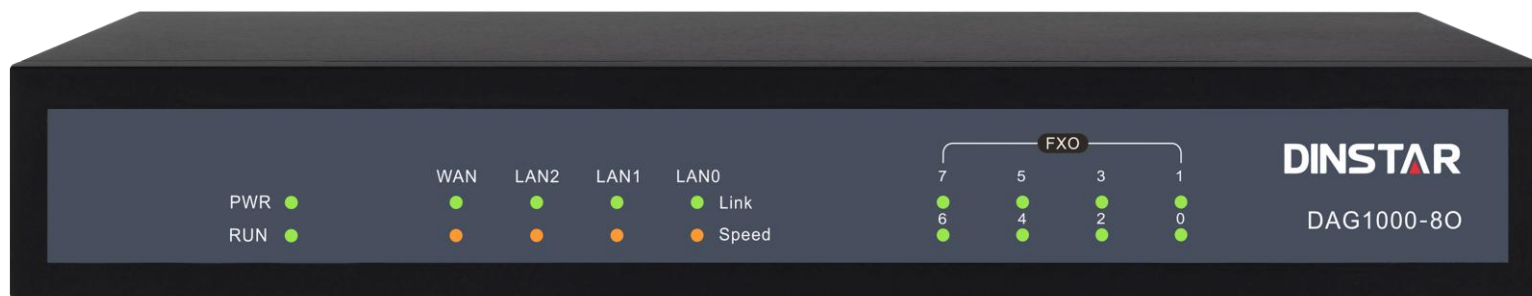 FXO
DINSTAR
WAN LAN2 LAN1 LAN0 7 5 3 1
PWR Link
6 4 2 0
RUN Speed DAG1000-8O